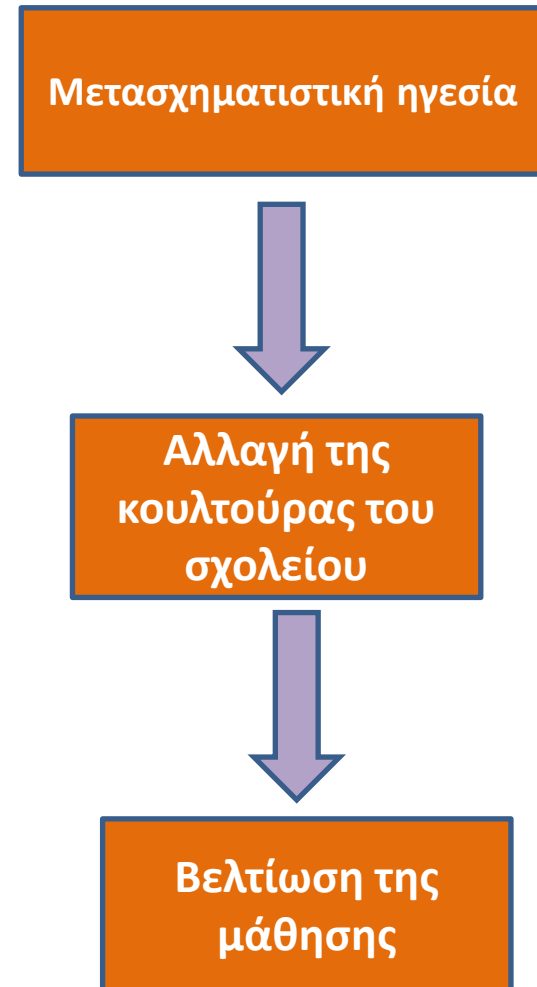 Μετασχηματιστική ηγεσία
Αλλαγή της
κουλτούρας του
σχολείου
Βελτίωση της
μάθησης